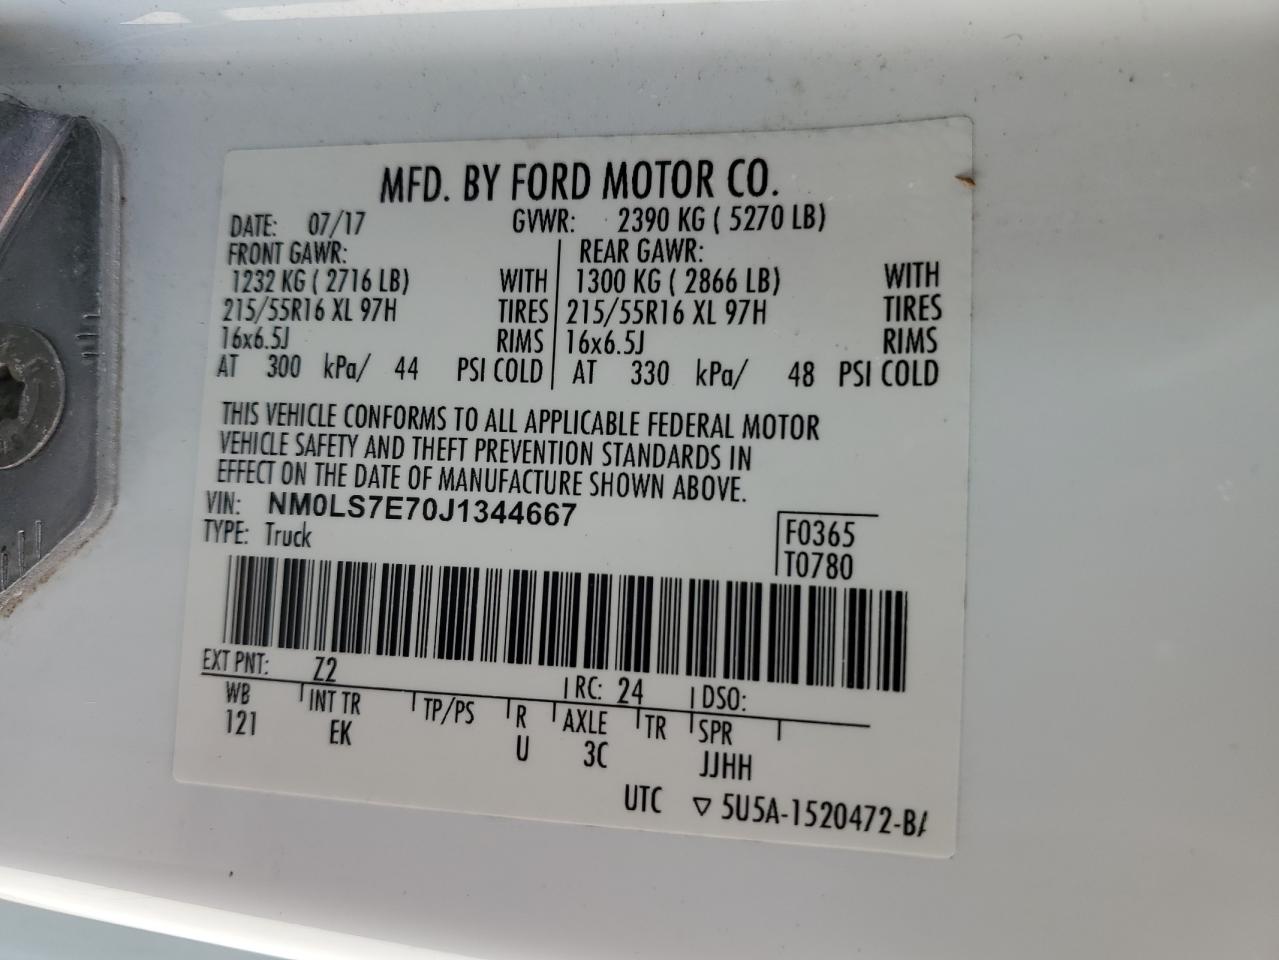 MFD. BY FORD MOTOR CO.
DATE: 07/17 GVWR: 2390 KG ( 5270 LB)
FRONT GAWR: REAR GAWR:
1232 KG ( 2716 LB) WITH 1300 KG ( 2866 LB) WITH
215/55R16 XL 97H TIRES 215/55R16 XL 97H TIRES
16x6.5J RIMS 16x6.5J RIMS
AT 300 kPa/ 44 PSI COLD AT 330 kPa/ 48 PSI COLD
THIS VEHICLE CONFORMS TO ALL APPLICABLE FEDERAL MOTOR
VEHICLE SAFETY AND THEFT PREVENTION STANDARDS IN
EFFECT ON THE DATE OF MANUFACTURE SHOWN ABOVE.
VIN: NM0LS7E70J1344667
TYPE: Truck
F0365
T0780
EXT PNT: Z2 RC: 24 DSO:
WB INT TR TP/PS R AXLE TR SPR
121 EK U 3C JJHH
UTC ▽ 5U5A-1520472-